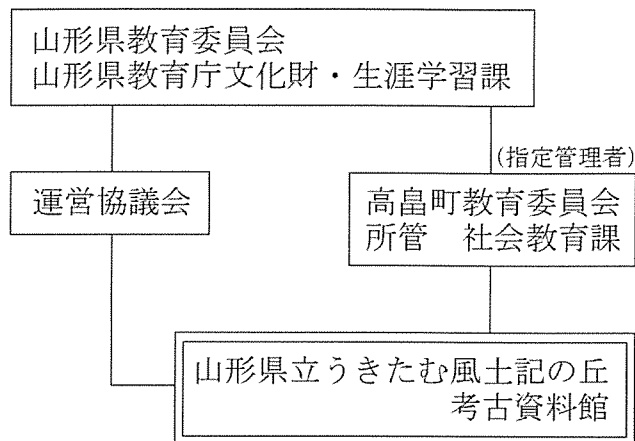 山形県教育委員会
山形県教育庁文化財・生涯学習課
(指定管理者)
運営協議会
高畠町教育委員会
所管　社会教育課
山形県立うきたむ風土記の丘
考古資料館